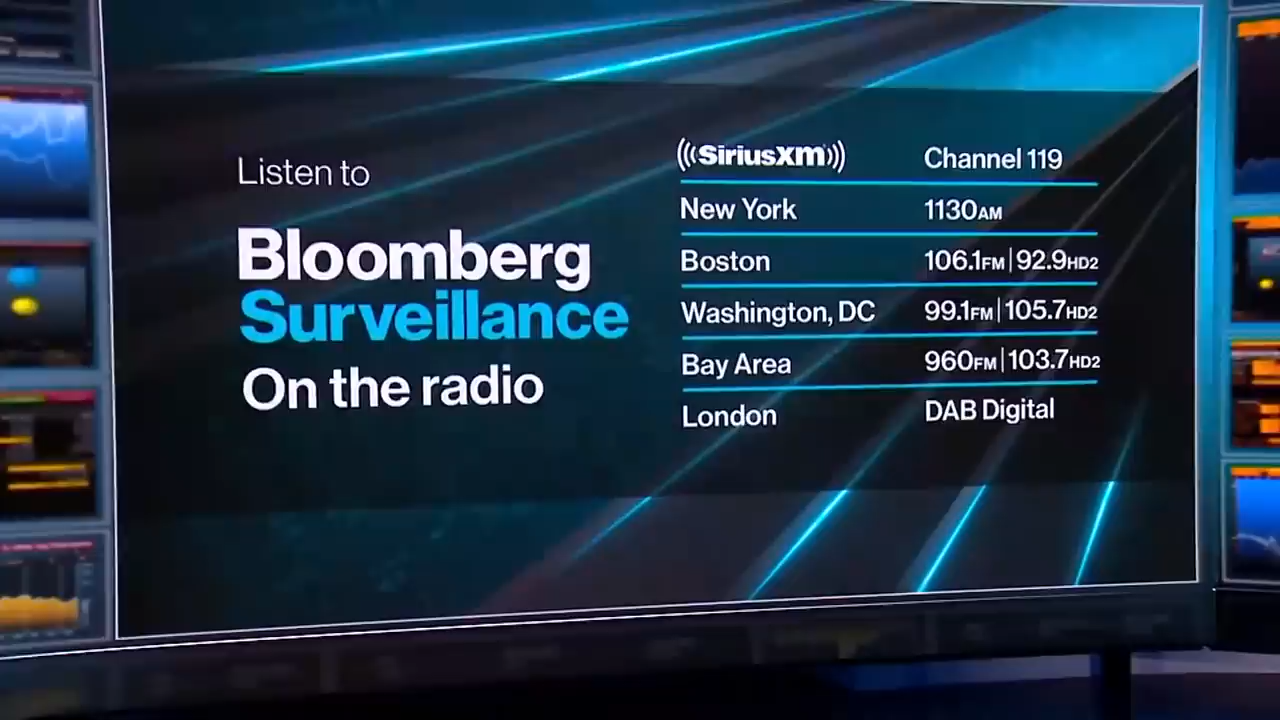 Listen to
Bloomberg
Surveillance
On the radio
SiriusXM Channel 119
New York 1130AM
Boston 106.1FM|92.9HD2
Washington, DC 99.1FM|105.7HD2
Bay Area 960FM|103.7HD2
London DAB Digital